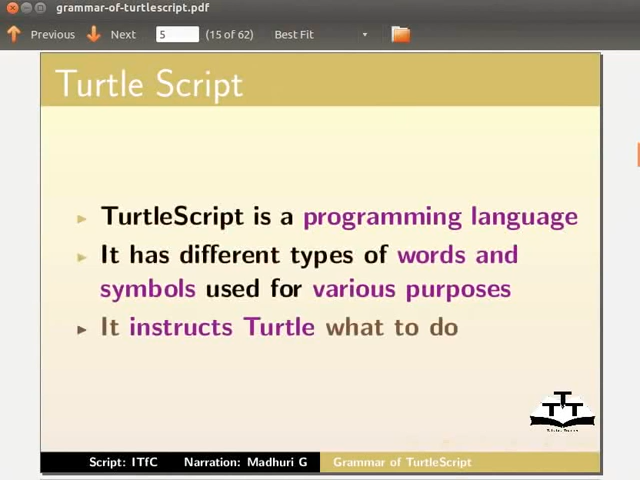 grammar-of-turtlescript.pdf
Previous Next 5 (15 of 62) Best Fit
Turtle Script
TurtleScript is a programming language
It has different types of words and
symbols used for various purposes
It instructs Turtle what to do
Script: ITfC Narration: Madhuri G Grammar of TurtleScript